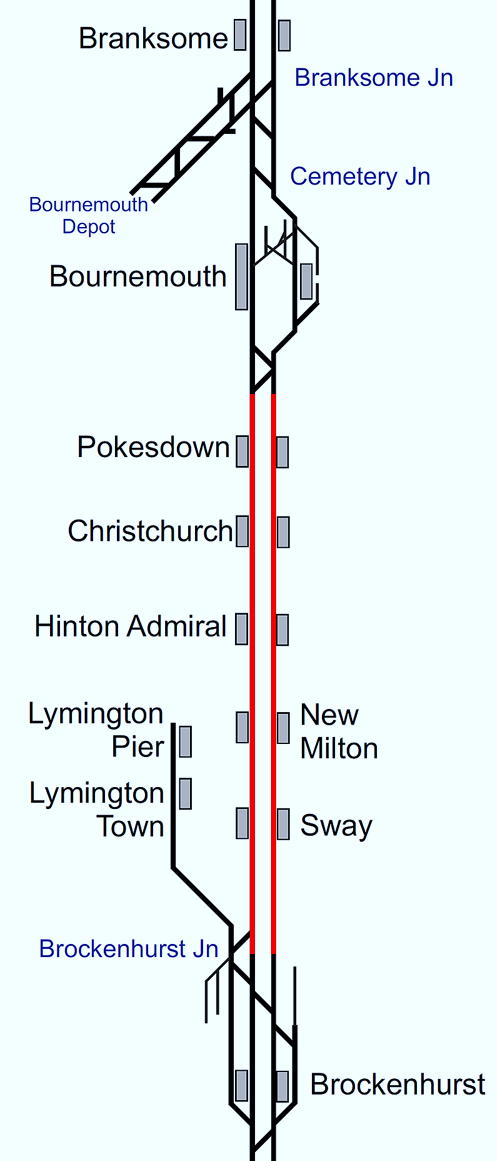 Branksome
Branksome Jn
Cemetery Jn
Bournemouth
Depot
Bournemouth
Pokesdown
Christchurch
Hinton Admiral
Lymington
Pier
New
Milton
Lymington
Town
Sway
Brockenhurst Jn
Brockenhurst